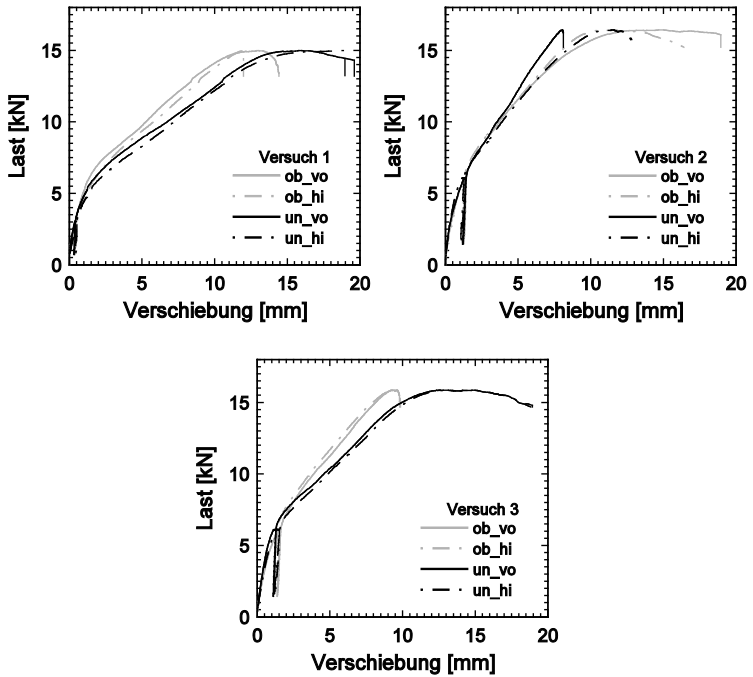 20
15
10
5
0
Last [kN]
Versuch 1
ob_vo
ob_hi
un_vo
un_hi
0 5 10 15 20
Verschiebung [mm]
20
15
10
5
0
Last [kN]
Versuch 2
ob_vo
ob_hi
un_vo
un_hi
0 5 10 15 20
Verschiebung [mm]
15
10
5
0
Last [kN]
Versuch 3
ob_vo
ob_hi
un_vo
un_hi
0 5 10 15 20
Verschiebung [mm]